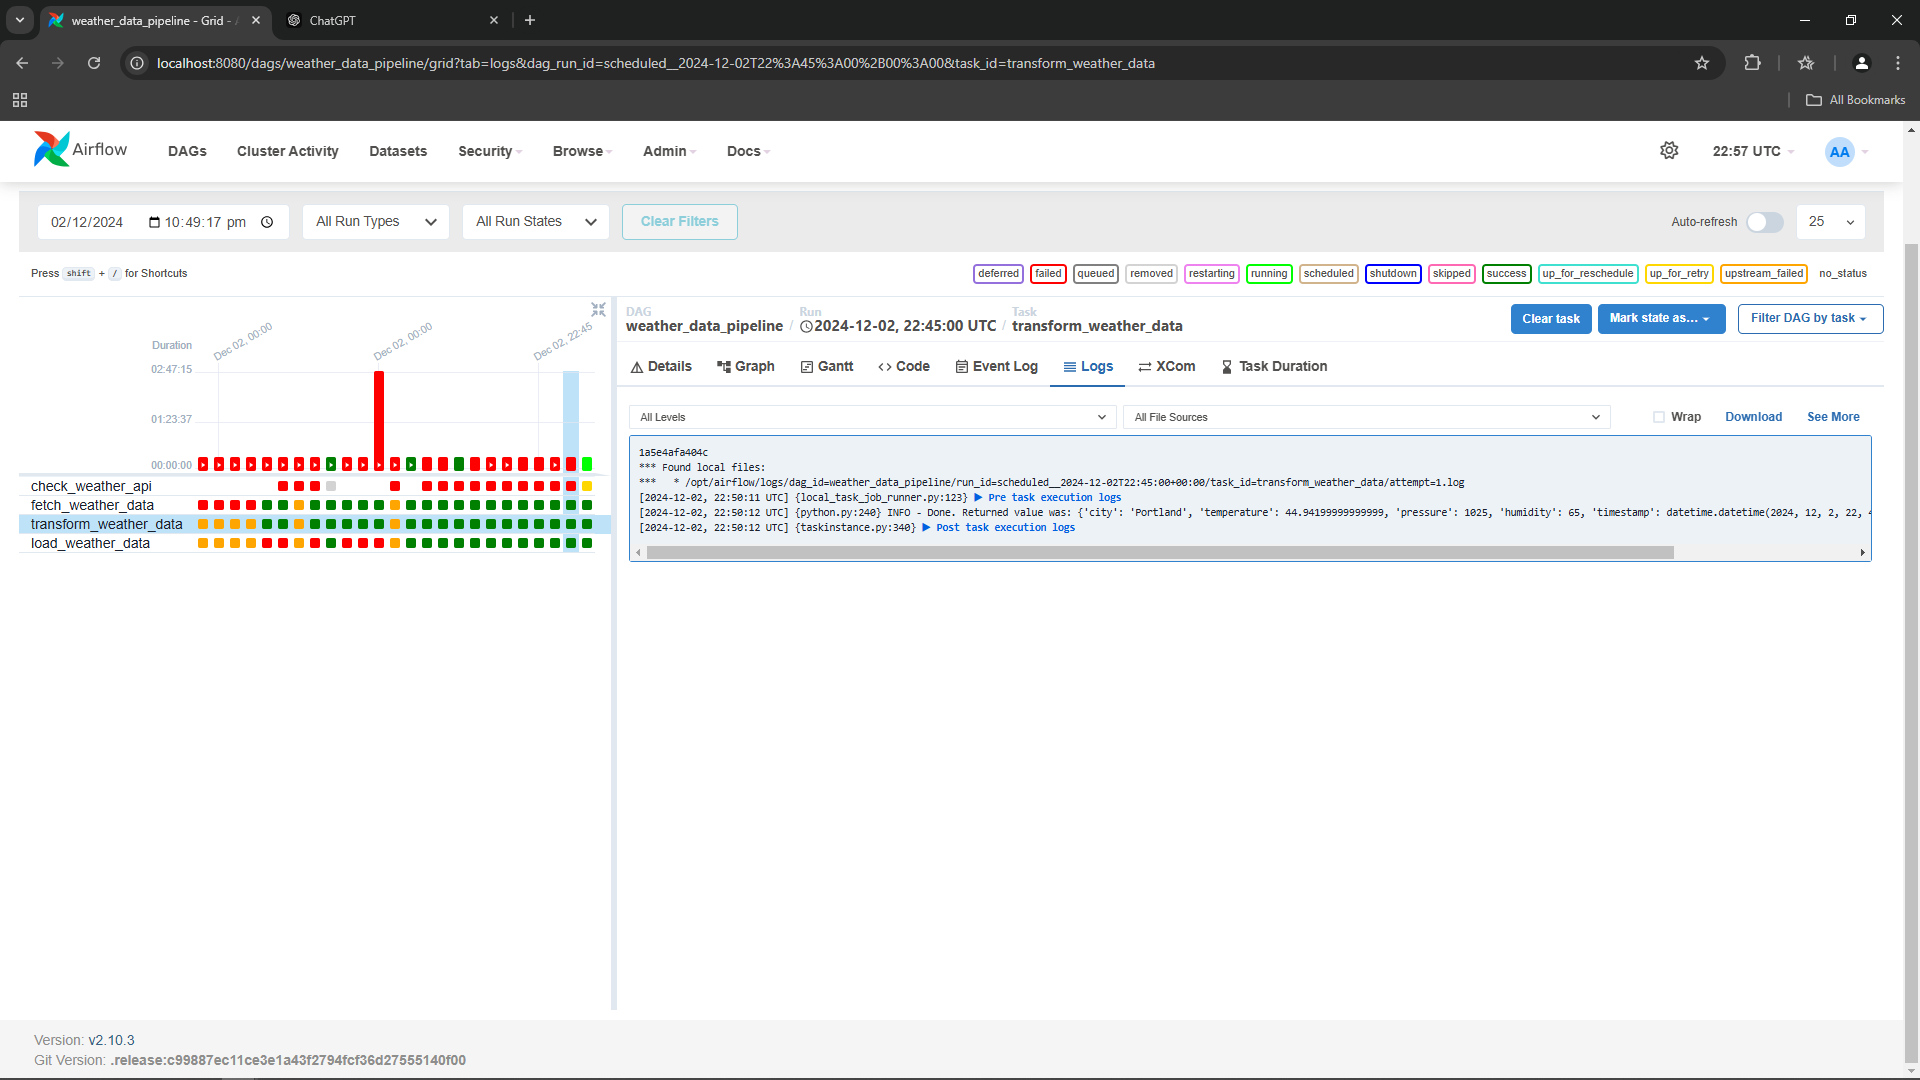 weather_data_pipeline - Grid -
ChatGPT
localhost:8080/dags/weather_data_pipeline/grid?tab=logs&dag_run_id=scheduled__2024-12-02T22%3A45%3A00%2B00%3A00&task_id=transform_weather_data
All Bookmarks
Airflow
DAGs
Cluster Activity
Datasets
Security
Browse
Admin
Docs
22:57 UTC
AA
02/12/2024 10:49:17 pm
All Run Types
All Run States
Clear Filters
Auto-refresh
25
Press shift + / for Shortcuts
deferred
failed
queued
removed
restarting
running
scheduled
shutdown
skipped
success
up_for_reschedule
up_for_retry
upstream_failed
no_status
Duration
Dec 02, 00:00
Dec 02, 00:00
Dec 02, 22:45
02:47:15
01:23:37
00:00:00
check_weather_api
fetch_weather_data
transform_weather_data
load_weather_data
DAG
weather_data_pipeline
/
Run
2024-12-02, 22:45:00 UTC
/
Task
transform_weather_data
Clear task
Mark state as...
Filter DAG by task
Details
Graph
Gantt
Code
Event Log
Logs
XCom
Task Duration
All Levels
All File Sources
Wrap
Download
See More
1a5e4afa404c
*** Found local files:
***   * /opt/airflow/logs/dag_id=weather_data_pipeline/run_id=scheduled__2024-12-02T22:45:00+00:00/task_id=transform_weather_data/attempt=1.log
[2024-12-02, 22:50:11 UTC] {local_task_job_runner.py:123} ▶ Pre task execution logs
[2024-12-02, 22:50:12 UTC] {python.py:240} INFO - Done. Returned value was: {'city': 'Portland', 'temperature': 44.94199999999999, 'pressure': 1025, 'humidity': 65, 'timestamp': datetime.datetime(2024, 12, 2, 22,
[2024-12-02, 22:50:12 UTC] {taskinstance.py:340} ▶ Post task execution logs
Version: v2.10.3
Git Version: .release:c99887ec11ce3e1a43f2794fcf36d27555140f00